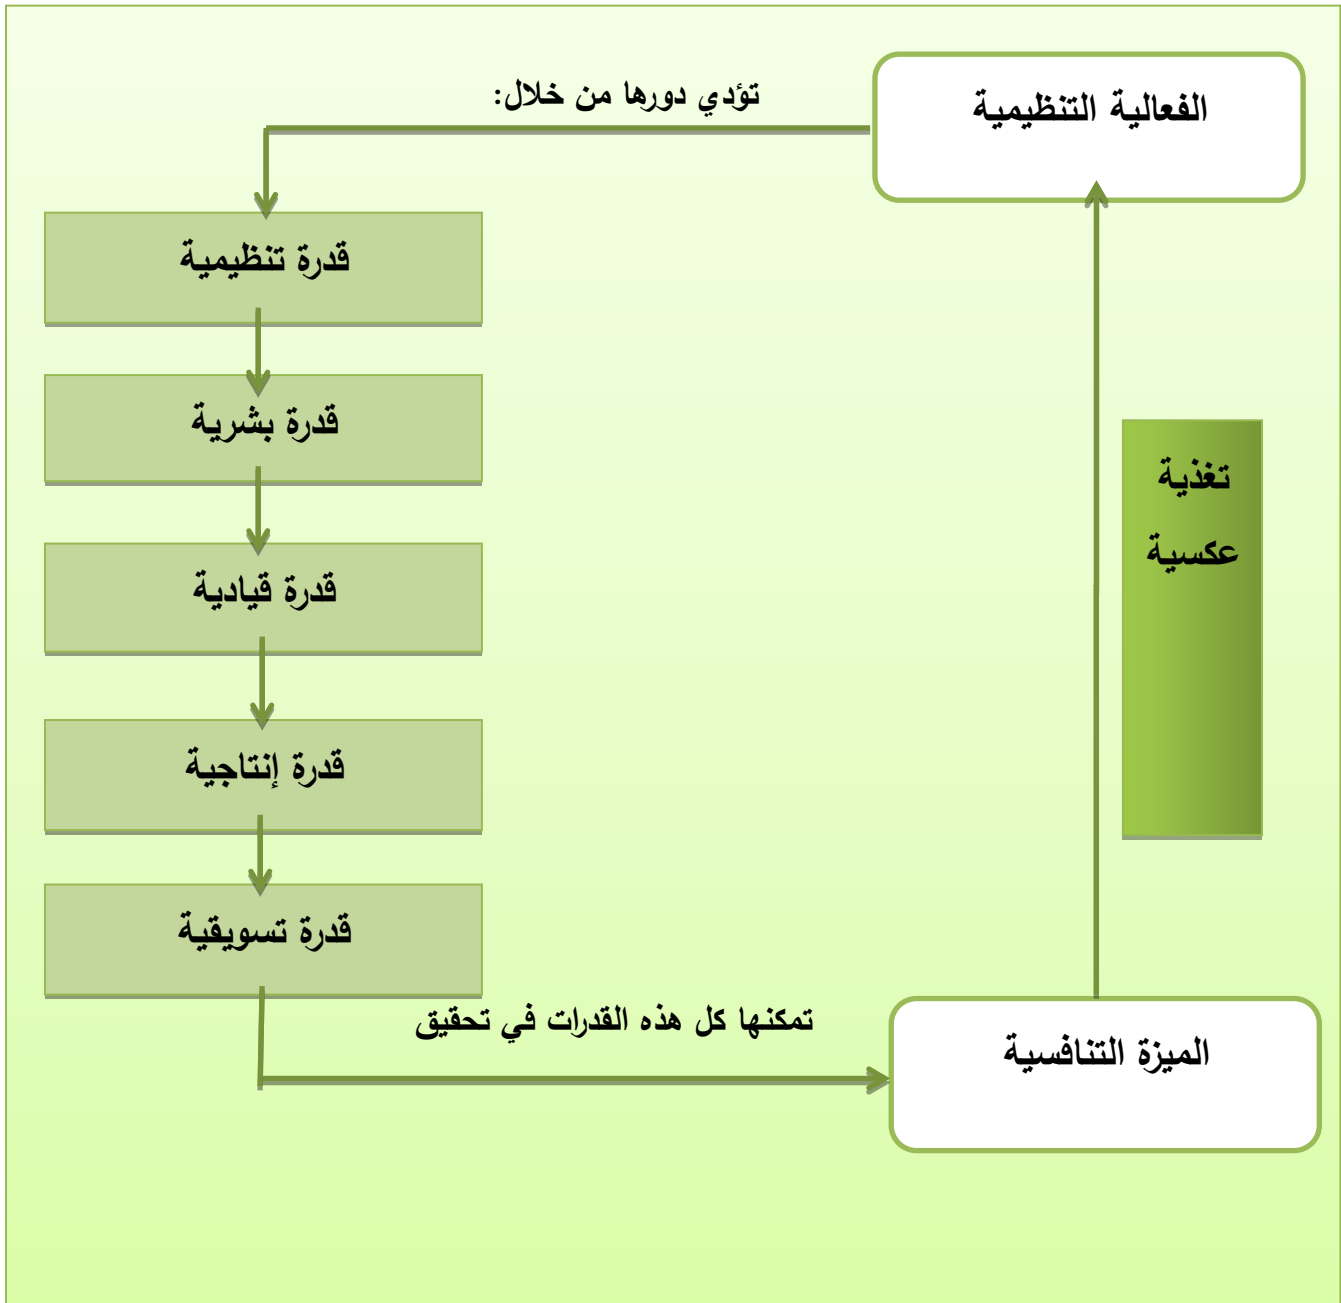 الفعالية التنظيمية
تؤدي دورها من خلال:
قدرة تنظيمية
قدرة بشرية
قدرة قيادية
قدرة إنتاجية
قدرة تسويقية
تمكنها كل هذه القدرات في تحقيق
الميزة التنافسية
تغذية
عكسية